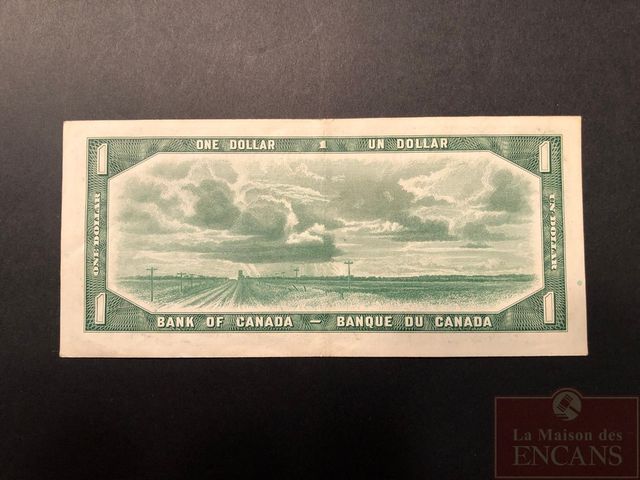 1 ONE DOLLAR 1 UN DOLLAR 1
ONE DOLLAR
UN DOLLAR
1 BANK OF CANADA – BANQUE DU CANADA 1
La Maison des
ENCANS